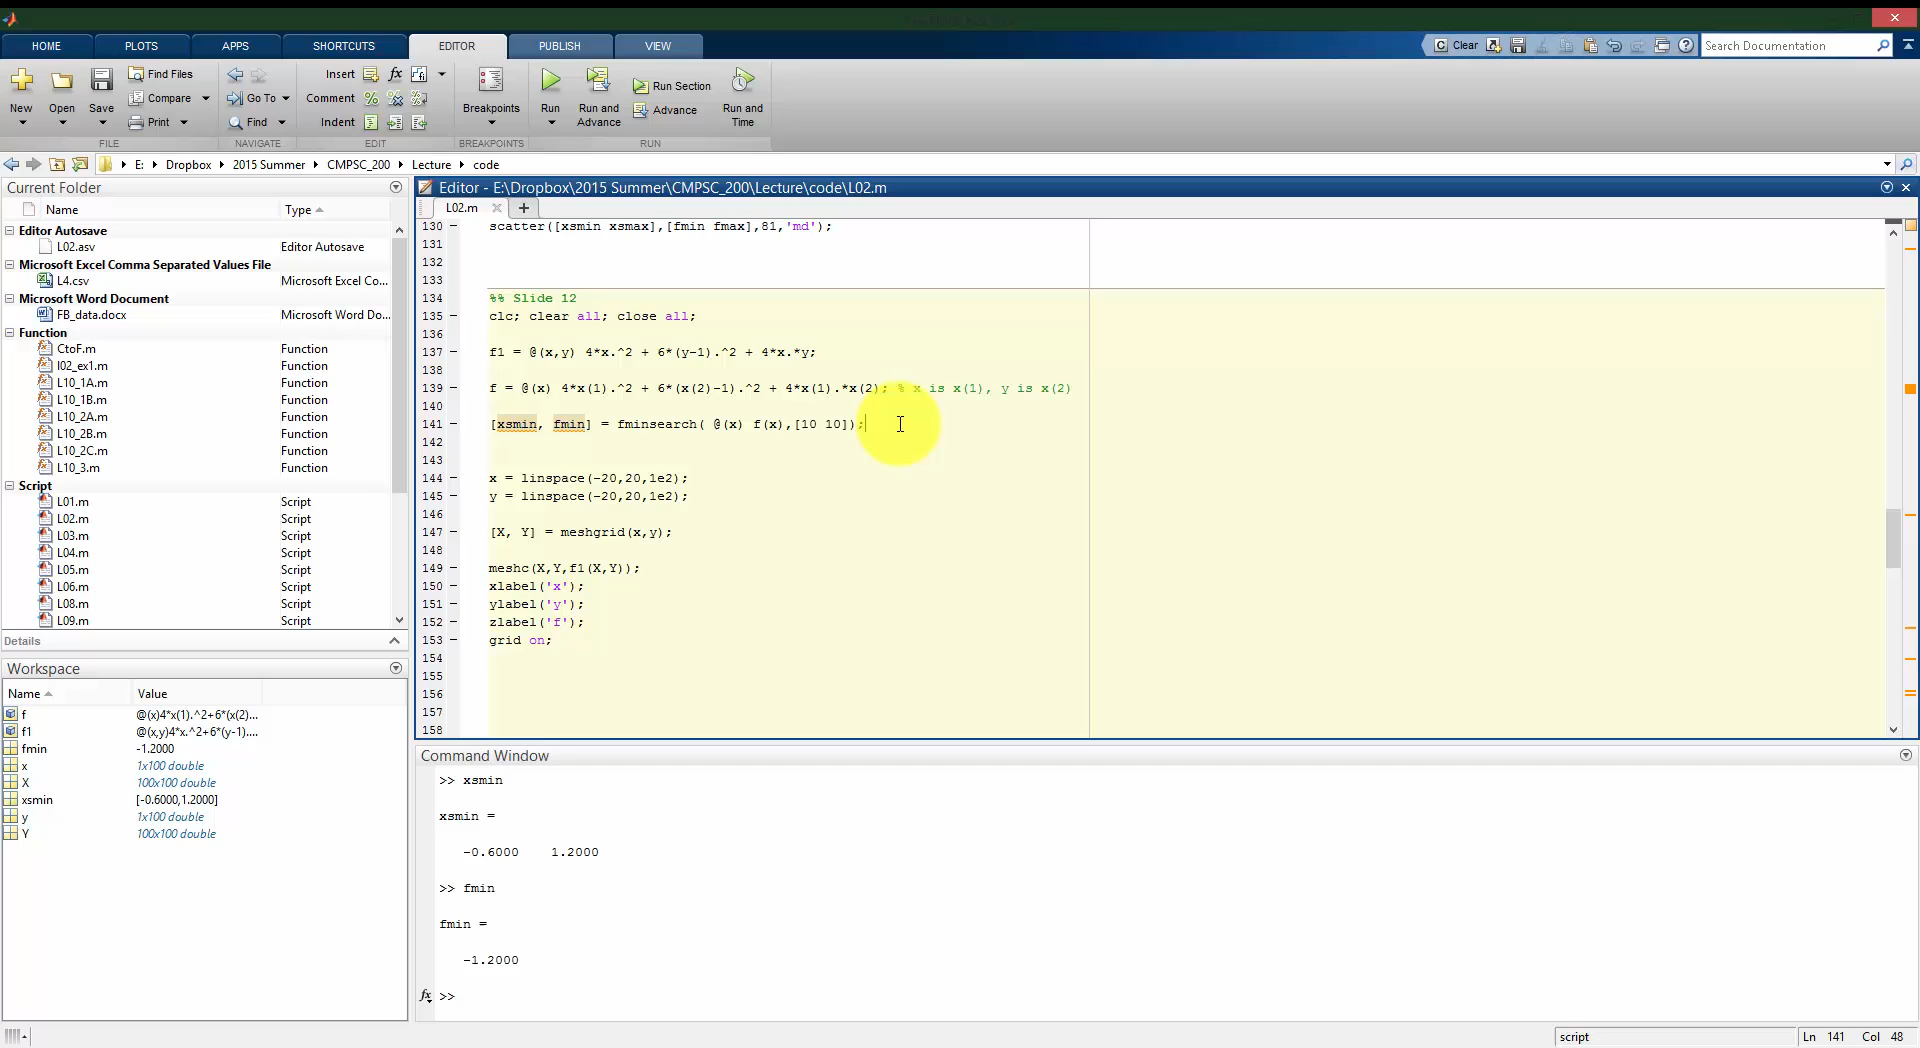 HOME PLOTS APPS SHORTCUTS EDITOR PUBLISH VIEW
Clear
Search Documentation
New Open Save
Find Files
Compare
Print
FILE
Go To
Find
NAVIGATE
Insert fx
Comment
Indent
EDIT
Breakpoints
BREAKPOINTS
Run
Run and Advance
Run Section
Advance
Run and Time
RUN
E: Dropbox 2015 Summer CMPSC_200 Lecture code
Current Folder
Name Type
Editor Autosave
L02.asv Editor Autosave
Microsoft Excel Comma Separated Values File
L4.csv Microsoft Excel Co...
Microsoft Word Document
FB_data.docx Microsoft Word Do...
Function
CtoF.m Function
l02_ex1.m Function
L10_1A.m Function
L10_1B.m Function
L10_2A.m Function
L10_2B.m Function
L10_2C.m Function
L10_3.m Function
Script
L01.m Script
L02.m Script
L03.m Script
L04.m Script
L05.m Script
L06.m Script
L08.m Script
L09.m Script
Details
Workspace
Name Value
f @(x)4*x(1).^2+6*(x(2)...
f1 @(x,y)4*x.^2+6*(y-1)....
fmin -1.2000
x 1x100 double
X 100x100 double
xsmin [-0.6000,1.2000]
y 1x100 double
Y 100x100 double
Editor - E:\Dropbox\2015 Summer\CMPSC_200\Lecture\code\L02.m
L02.m
130 scatter([xsmin xsmax],[fmin fmax],81,'md');
131
132
133
134 %% Slide 12
135 clc; clear all; close all;
136
137 f1 = @(x,y) 4*x.^2 + 6*(y-1).^2 + 4*x.*y;
138
139 f = @(x) 4*x(1).^2 + 6*(x(2)-1).^2 + 4*x(1).*x(2); % x is x(1), y is x(2)
140
141 [xsmin, fmin] = fminsearch( @(x) f(x),[10 10]);
142
143
144 x = linspace(-20,20,1e2);
145 y = linspace(-20,20,1e2);
146
147 [X, Y] = meshgrid(x,y);
148
149 meshc(X,Y,f1(X,Y));
150 xlabel('x');
151 ylabel('y');
152 zlabel('f');
153 grid on;
154
155
156
157
158
Command Window
>> xsmin
xsmin =
-0.6000 1.2000
>> fmin
fmin =
-1.2000
fx >>
script Ln 141 Col 48